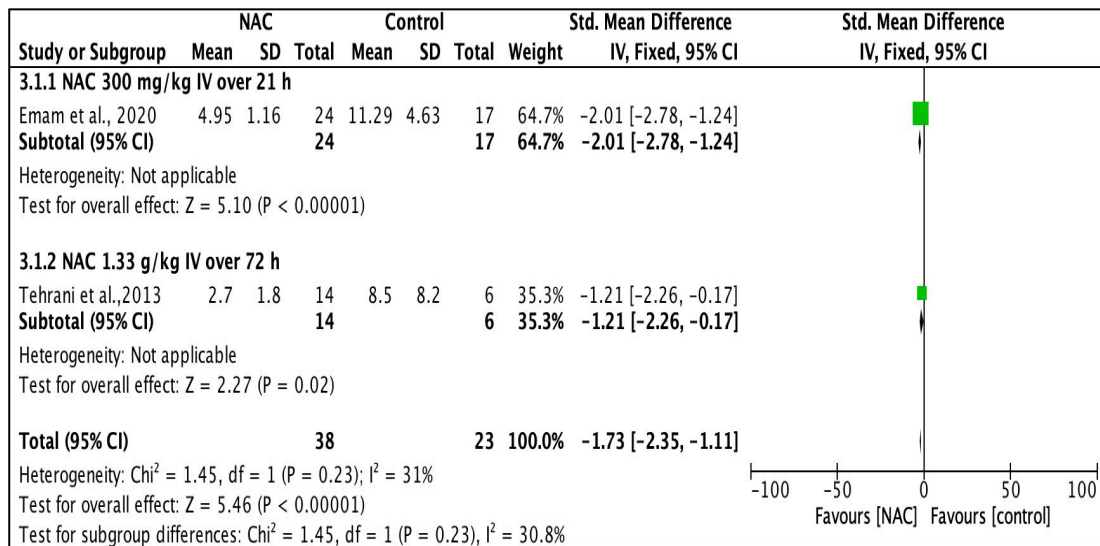 NAC Control Std. Mean Difference Std. Mean Difference
Study or Subgroup Mean SD Total Mean SD Total Weight IV, Fixed, 95% CI IV, Fixed, 95% CI
3.1.1 NAC 300 mg/kg IV over 21 h
Emam et al., 2020 4.95 1.16 24 11.29 4.63 17 64.7% −2.01 [−2.78, −1.24]
Subtotal (95% CI) 24 17 64.7% −2.01 [−2.78, −1.24]
Heterogeneity: Not applicable
Test for overall effect: Z = 5.10 (P < 0.00001)
3.1.2 NAC 1.33 g/kg IV over 72 h
Tehrani et al.,2013 2.7 1.8 14 8.5 8.2 6 35.3% −1.21 [−2.26, −0.17]
Subtotal (95% CI) 14 6 35.3% −1.21 [−2.26, −0.17]
Heterogeneity: Not applicable
Test for overall effect: Z = 2.27 (P = 0.02)
Total (95% CI) 38 23 100.0% −1.73 [−2.35, −1.11]
Heterogeneity: Chi² = 1.45, df = 1 (P = 0.23); I² = 31%
Test for overall effect: Z = 5.46 (P < 0.00001)
Test for subgroup differences: Chi² = 1.45, df = 1 (P = 0.23), I² = 30.8%
−100 −50 0 50 100
Favours [NAC] Favours [control]